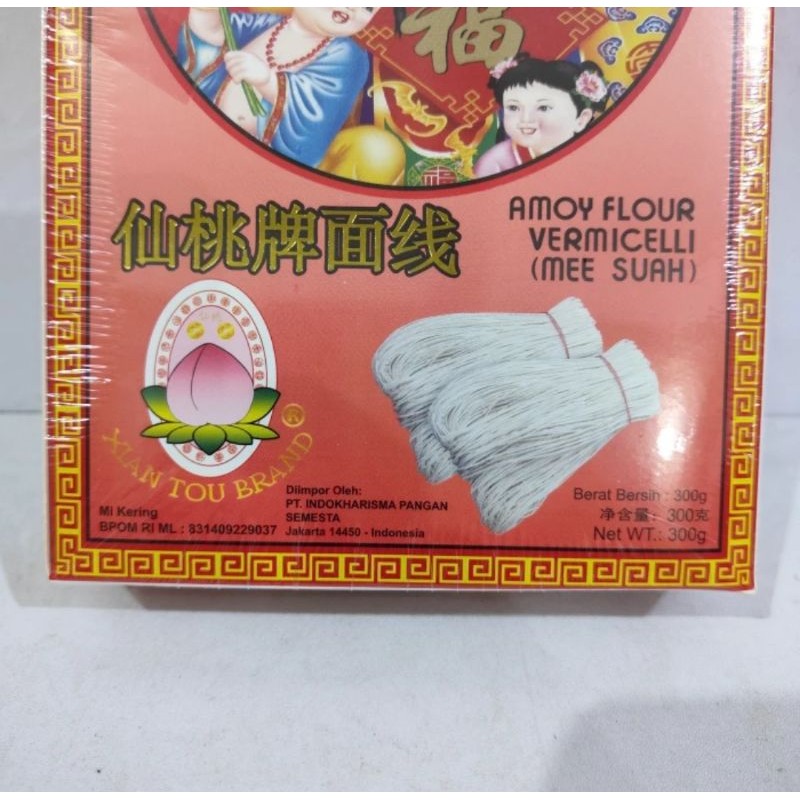 福
仙桃牌面线
AMOY FLOUR
VERMICELLI
(MEE SUAH)
®
XIAN TOU BRAND
Mi Kering
BPOM RI ML : 831409229037
Diimpor Oleh:
PT. INDOKHARISMA PANGAN
SEMESTA
Jakarta 14450 - Indonesia
Berat Bersih : 300g
净含量: 300克
Net WT.: 300g